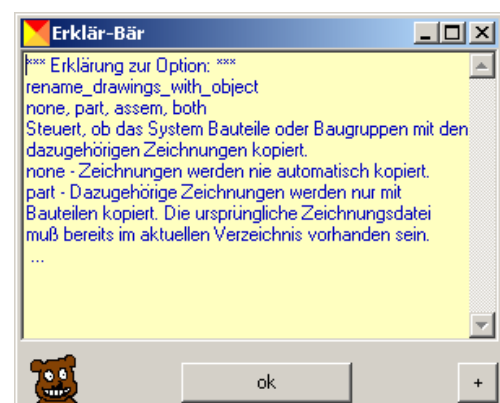 Erklär-Bär
*** Erklärung zur Option: ***
rename_drawings_with_object
none, part, assem, both
Steuert, ob das System Bauteile oder Baugruppen mit den
dazugehörigen Zeichnungen kopiert.
none - Zeichnungen werden nie automatisch kopiert.
part - Dazugehörige Zeichnungen werden nur mit
Bauteilen kopiert. Die ursprüngliche Zeichnungsdatei
muß bereits im aktuellen Verzeichnis vorhanden sein.
...
ok
+